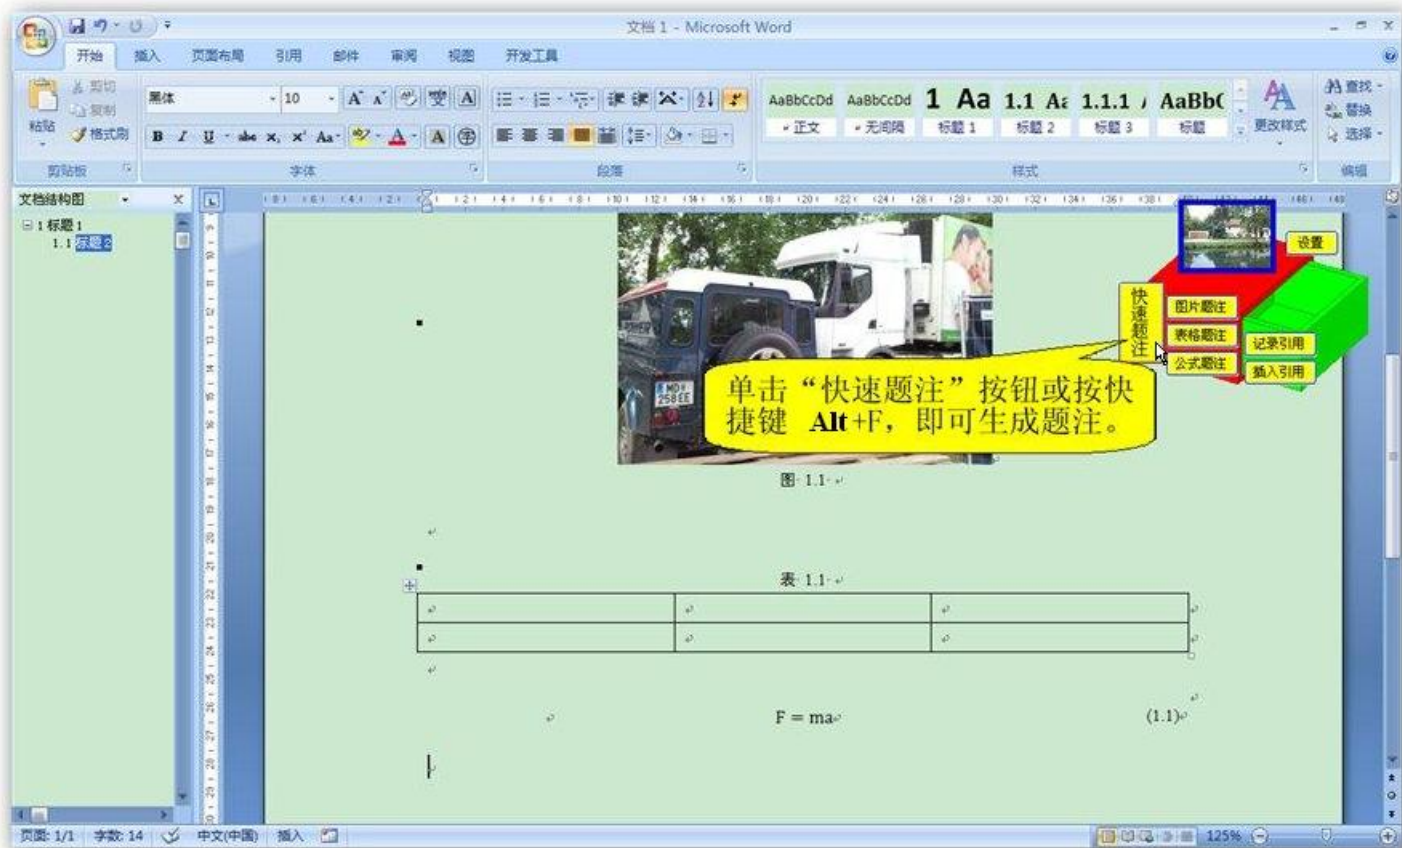 文档 1 - Microsoft Word
开始 插入 页面布局 引用 邮件 审阅 视图 开发工具
粘贴 剪切 复制 格式刷
黑体 10
AaBbCcDd AaBbCcDd 1 Aa 1.1 Aa 1.1.1 AaBb(
正文 无间隔 标题 1 标题 2 标题 3 标题
更改样式
查找
替换
选择
剪贴板 字体 段落 样式 编辑
文档结构图
1 标题 1
1.1 标题 2
设置
快速题注
图片题注
表格题注
公式题注
记录引用
插入引用
MD
258 EE
单击“快速题注”按钮或按快
捷键 Alt+F，即可生成题注。
图 1.1
表 1.1
F = ma (1.1)
页面: 1/1 字数: 14 中文(中国) 插入 125%